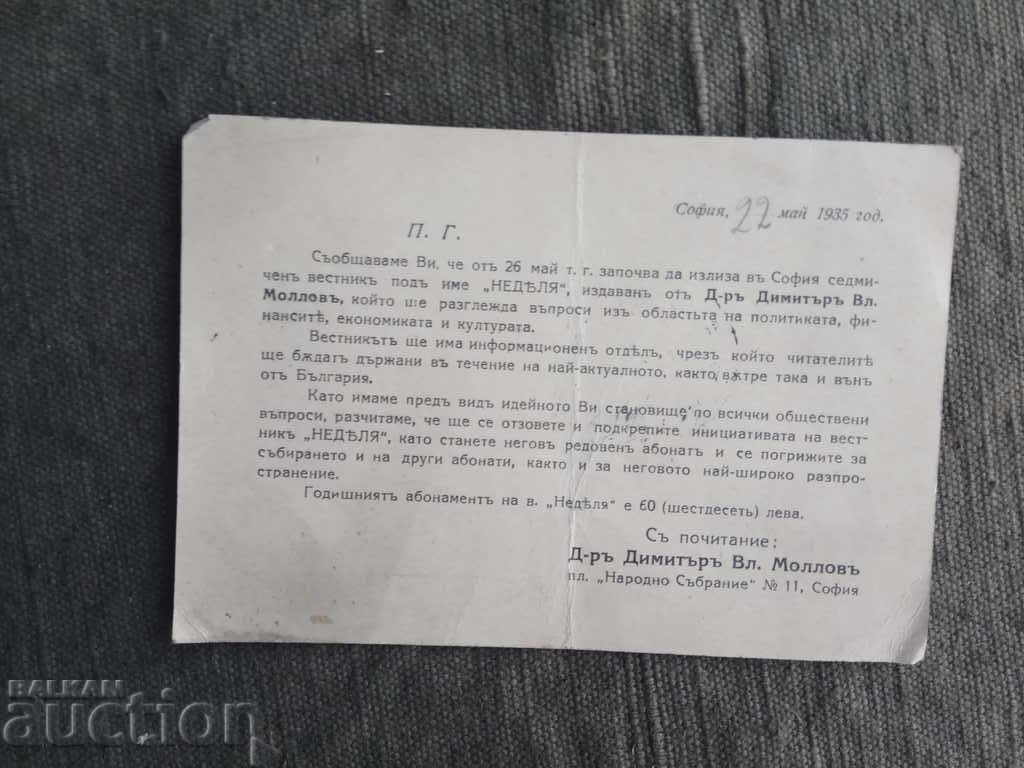 София, 22 май 1935 год.
П. Г.
Съобщаваме Ви, че отъ 26 май т. г. започва да излиза въ София седми-
ченъ вестникъ подъ име „НЕДѢЛЯ", издаванъ отъ Д-ръ Димитъръ Вл.
Молловъ, който ще разглежда въпроси изъ областьта на политиката, фи-
нанситѣ, економиката и културата.
Вестникътъ ще има информационенъ отдѣлъ, чрезъ който читателитѣ
ще бѫдатъ държани въ течение на най-актуалното, както вѫтре така и вънъ
отъ България.
Като имаме предъ видъ идейното Ви становище по всички обществени
въпроси, разчитаме, че ще се отзовете и подкрепите инициативата на вест-
никъ „НЕДѢЛЯ", като станете неговъ редовенъ абонатъ и се погрижите за
събирането и на други абонати, както и за неговото най-широко разпро-
странение.
Годишниятъ абонаментъ на в. „Недѣля" е 60 (шестдесеть) лева.
Съ почитание:
Д-ръ Димитъръ Вл. Молловъ
пл. „Народно Събрание" № 11, София
BALKAN
auction